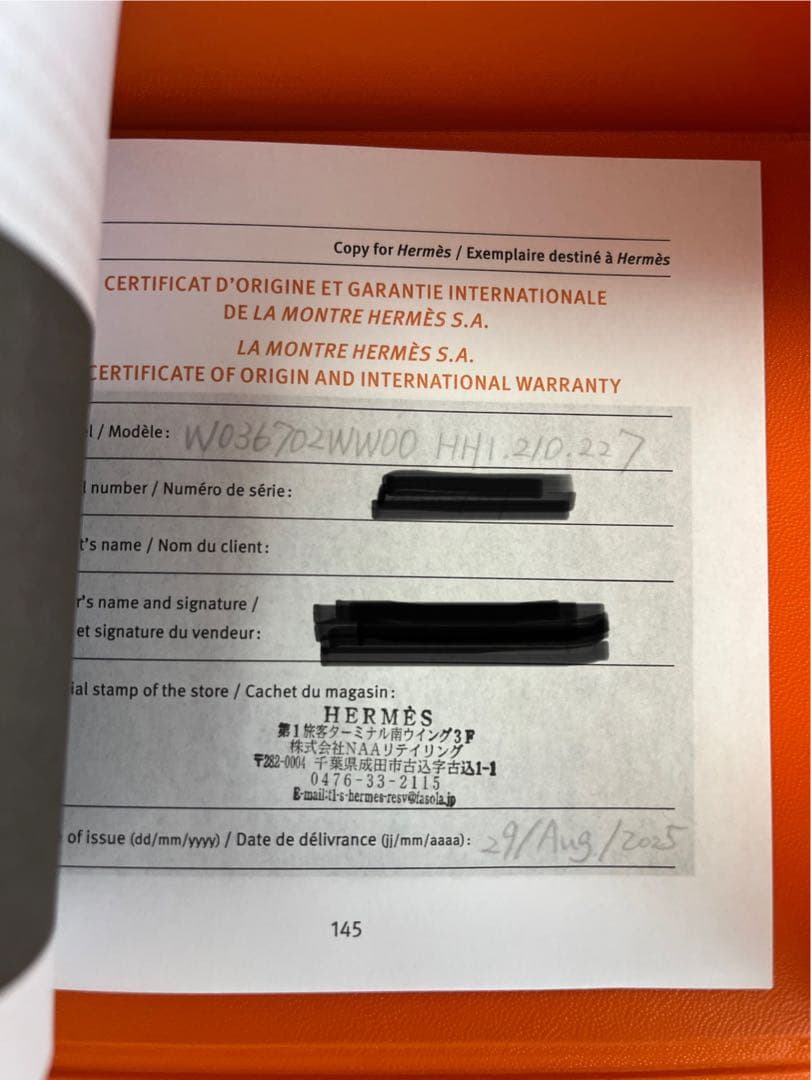 Copy for Hermès / Exemplaire destiné à Hermès
CERTIFICAT D'ORIGINE ET GARANTIE INTERNATIONALE
DE LA MONTRE HERMÈS S.A.
LA MONTRE HERMÈS S.A.
CERTIFICATE OF ORIGIN AND INTERNATIONAL WARRANTY
l / Modèle: W036702WW00 HH1.210.227
l number / Numéro de série:
t's name / Nom du client:
r's name and signature /
et signature du vendeur:
ial stamp of the store / Cachet du magasin:
HERMÈS
第1旅客ターミナル南ウイング3F
株式会社NAAリテイリング
〒282-0004 千葉県成田市古込字古込1-1
0476-33-2115
E-mail:t1-s-hermes-resv@fasola.jp
of issue (dd/mm/yyyy) / Date de délivrance (jj/mm/aaaa): 29/Aug/2025
145